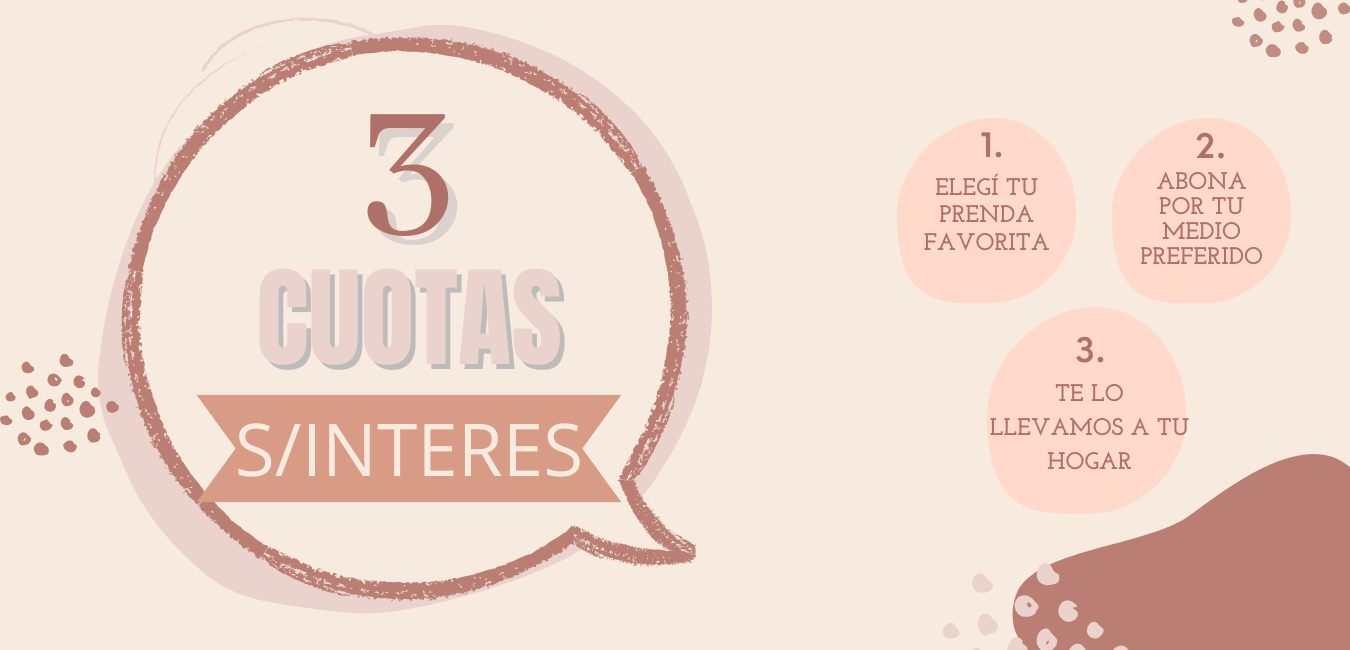 3
CUOTAS
S/INTERES
1.
ELEGÍ TU
PRENDA
FAVORITA
2.
ABONA
POR TU
MEDIO
PREFERIDO
3.
TE LO
LLEVAMOS A TU
HOGAR